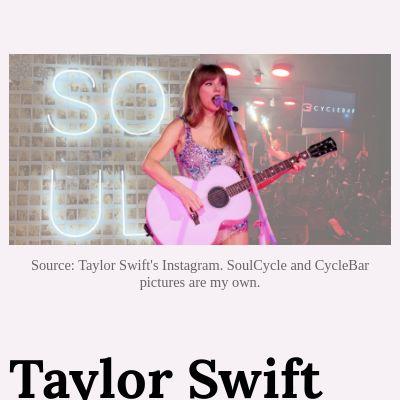 SO
UL
CYCLEBAR
Source: Taylor Swift's Instagram. SoulCycle and CycleBar
pictures are my own.
Taylor Swift